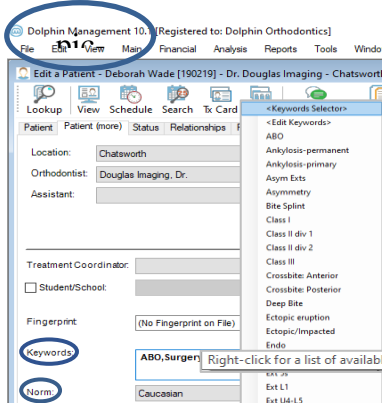 Dolphin Management 10.1 [Registered to: Dolphin Orthodontics]
File Edit View Main Financial Analysis Reports Tools Windo
Edit a Patient - Deborah Wade [190219] - Dr. Douglas Imaging - Chatsworth
Lookup View Schedule Search Tx Card
Patient Patient (more) Status Relationships
<Keywords Selector>
<Edit Keywords>
ABO
Ankylosis-permanent
Ankylosis-primary
Asym Exts
Asymmetry
Bite Splint
Class I
Class II div 1
Class II div 2
Class III
Crossbite: Anterior
Crossbite: Posterior
Deep Bite
Ectopic eruption
Ectopic/Impacted
Endo
Ext L1
Ext U4-L5
Location: Chatsworth
Orthodontist: Douglas Imaging, Dr.
Assistant:
Treatment Coordinator:
Student/School:
Fingerprint (No Fingerprint on File)
Keywords: ABO,Surgery
Right-click for a list of availab
Norm: Caucasian